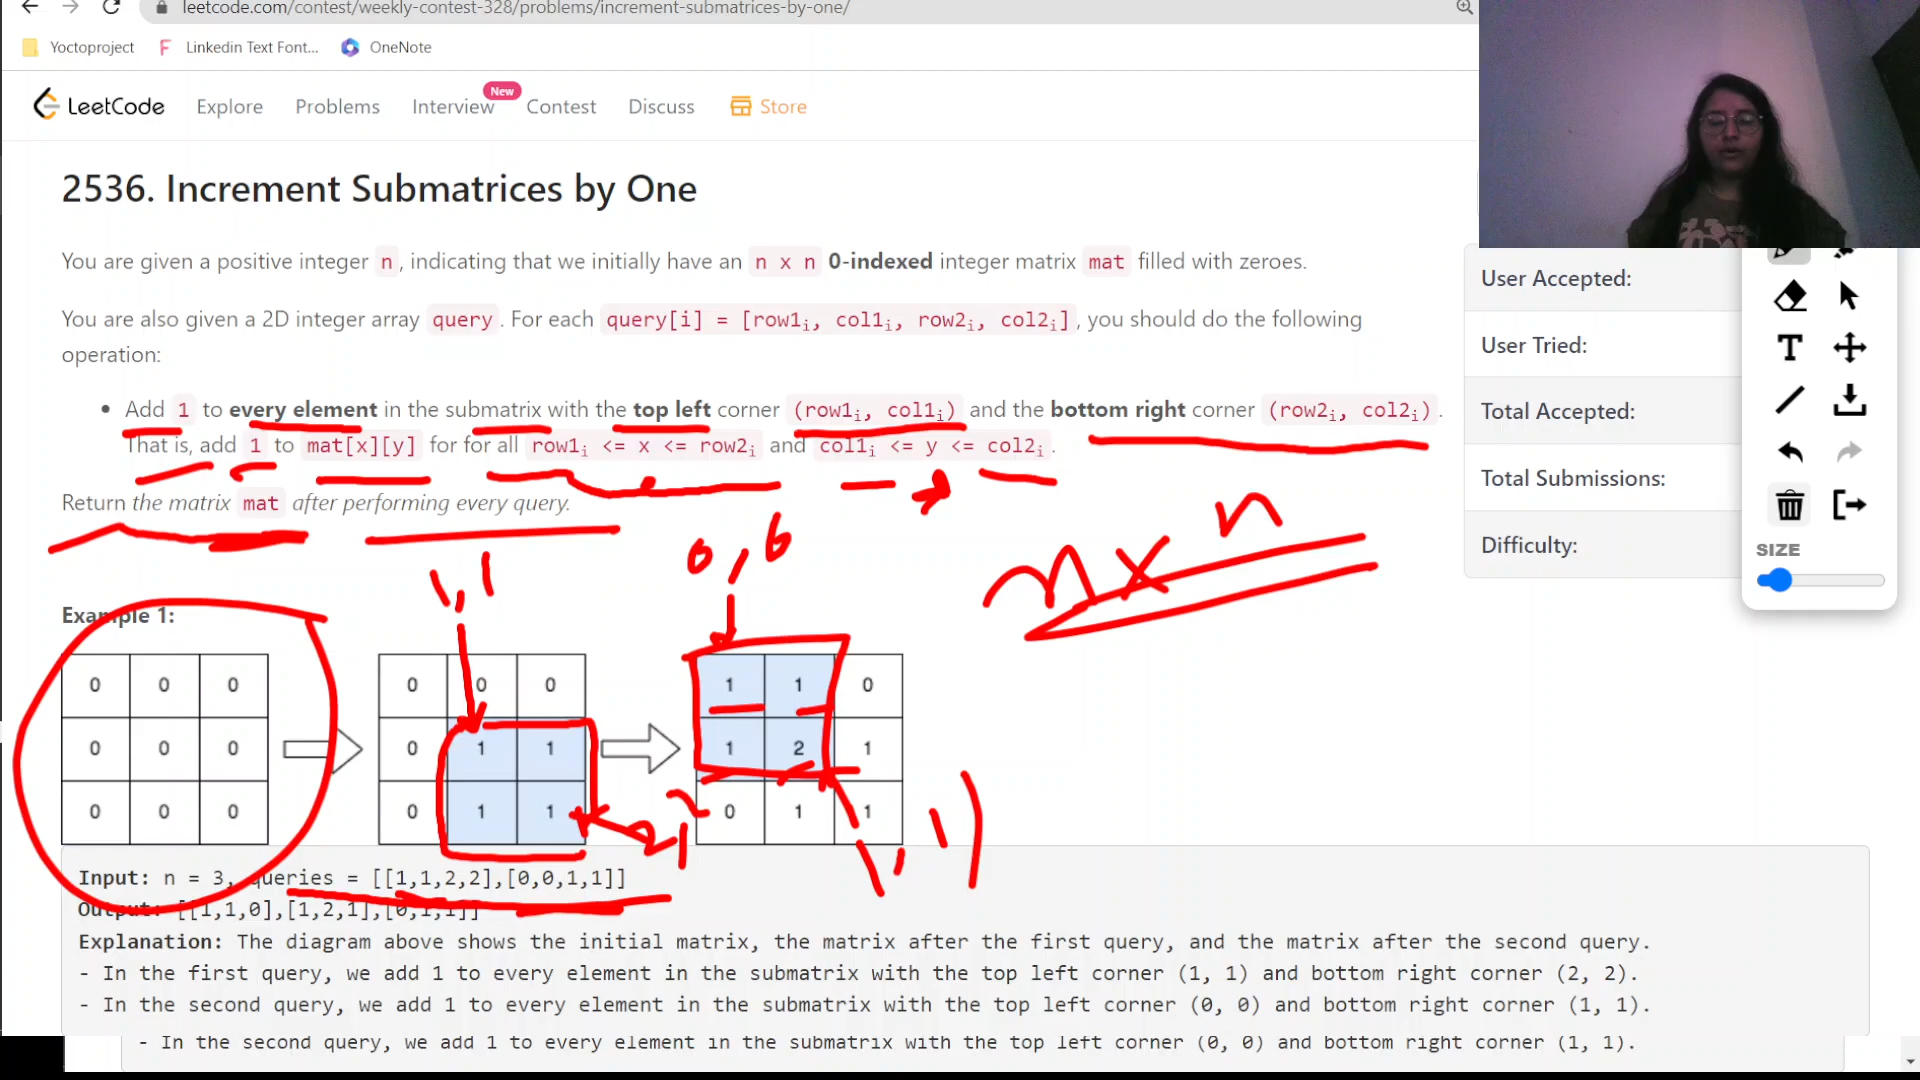 leetcode.com/contest/weekly-contest-328/problems/increment-submatrices-by-one/
Yoctoproject
F Linkedin Text Font...
OneNote
LeetCode
Explore
Problems
Interview
New
Contest
Discuss
Store
2536. Increment Submatrices by One
You are given a positive integer n, indicating that we initially have an n x n 0-indexed integer matrix mat filled with zeroes.
You are also given a 2D integer array query. For each query[i] = [row1i, col1i, row2i, col2i], you should do the following
operation:
• Add 1 to every element in the submatrix with the top left corner (row1i, col1i) and the bottom right corner (row2i, col2i).
That is, add 1 to mat[x][y] for for all row1i <= x <= row2i and col1i <= y <= col2i.
Return the matrix mat after performing every query.
User Accepted:
User Tried:
Total Accepted:
Total Submissions:
Difficulty:
T
SIZE
m x n
1,1
0,6
Example 1:
0 0 0
0 0 0
0 0 0
0 0 0
0 1 1
0 1 1
1 1 0
1 2 1
0 1 1
2,2
1,1)
Input: n = 3, queries = [[1,1,2,2],[0,0,1,1]]
Output: [[1,1,0],[1,2,1],[0,1,1]]
Explanation: The diagram above shows the initial matrix, the matrix after the first query, and the matrix after the second query.
- In the first query, we add 1 to every element in the submatrix with the top left corner (1, 1) and bottom right corner (2, 2).
- In the second query, we add 1 to every element in the submatrix with the top left corner (0, 0) and bottom right corner (1, 1).
- In the second query, we add 1 to every element in the submatrix with the top left corner (0, 0) and bottom right corner (1, 1).